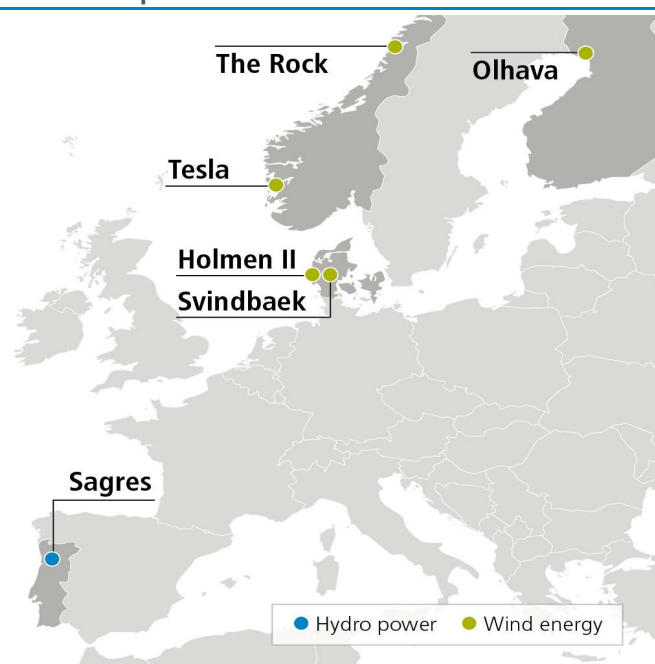 The Rock
Olhava
Tesla
Holmen II
Svindbaek
Sagres
Hydro power
Wind energy